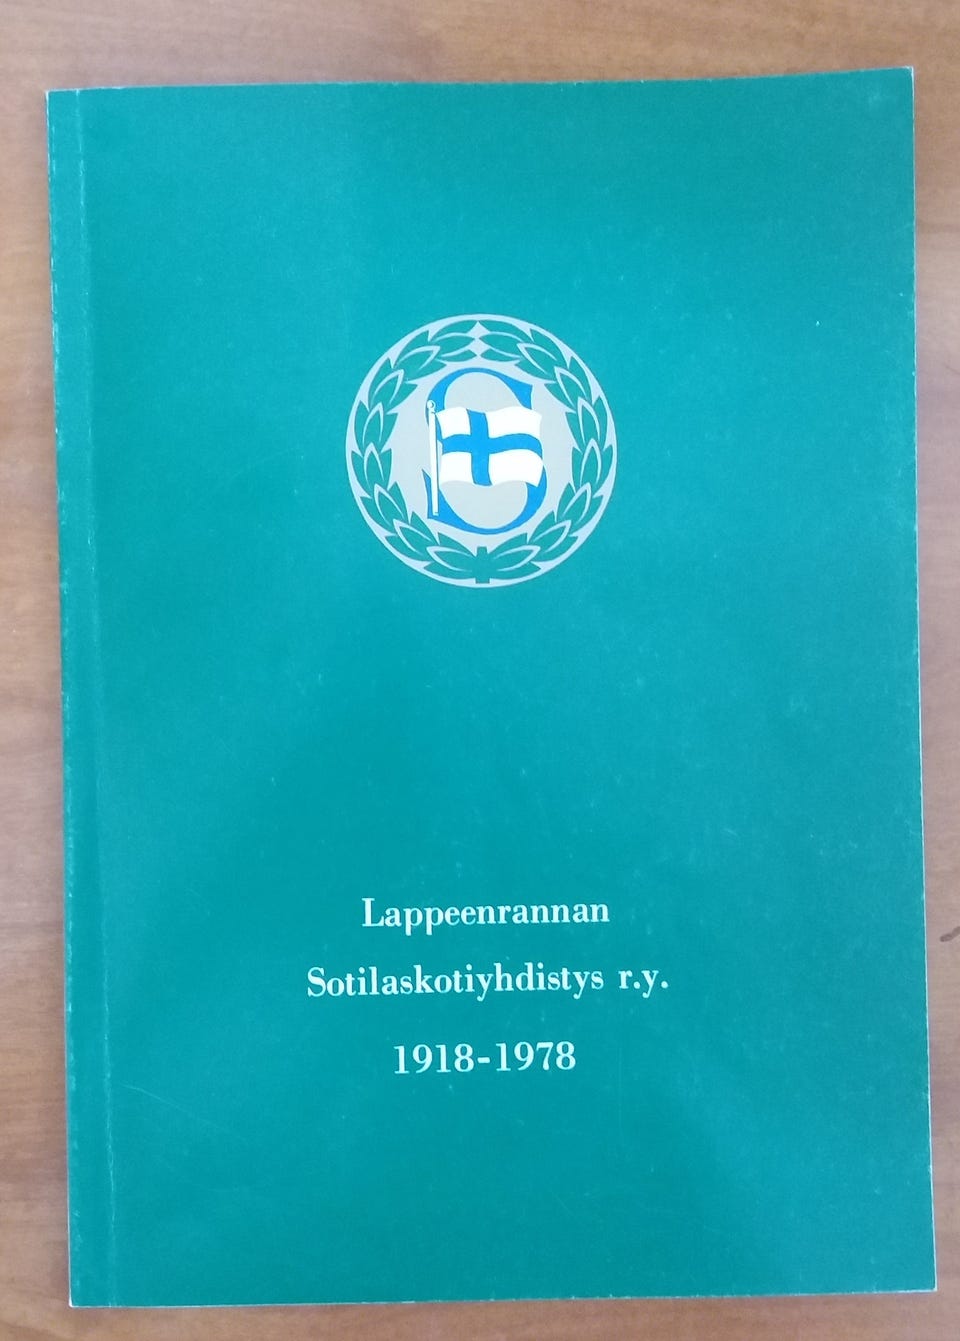 Lappeenrannan
Sotilaskotiyhdistys r.y.
1918-1978